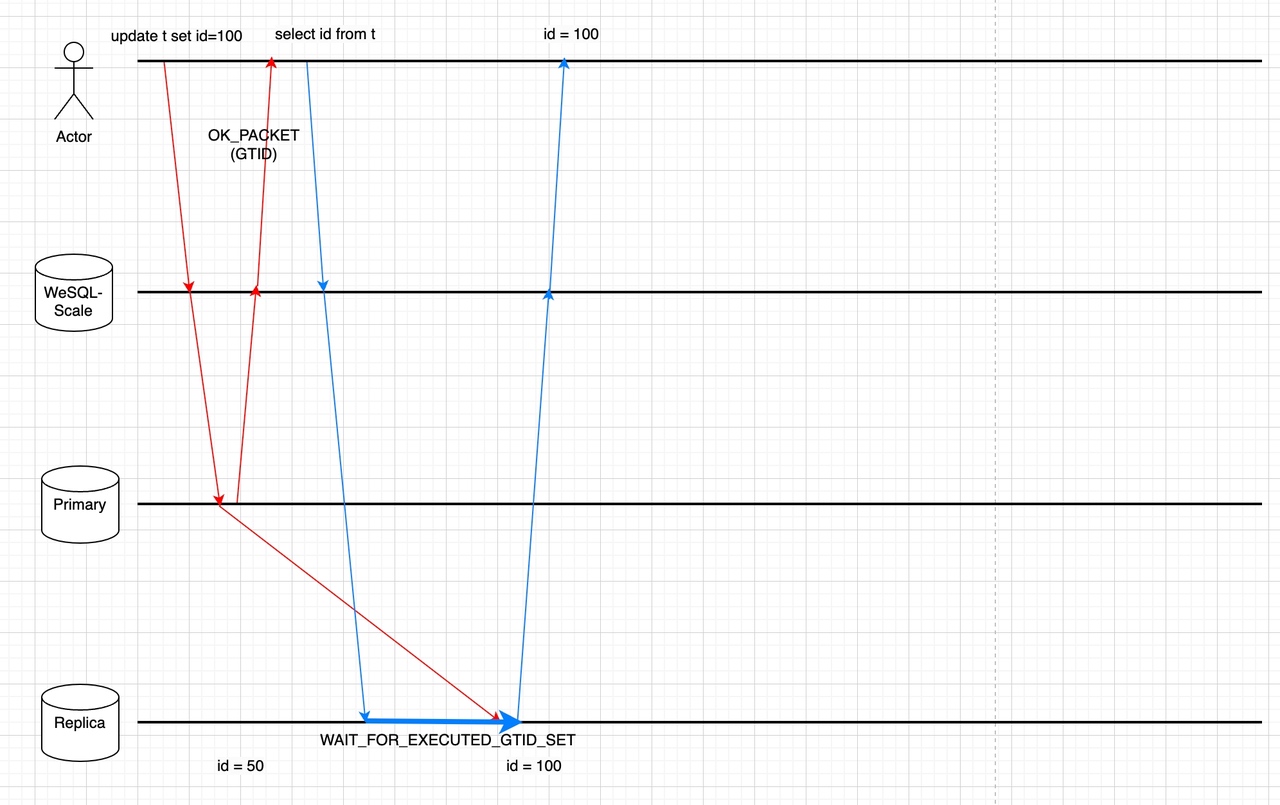 update t set id=100
select id from t
id = 100
Actor
OK_PACKET
(GTID)
WeSQL-
Scale
Primary
Replica
WAIT_FOR_EXECUTED_GTID_SET
id = 50
id = 100